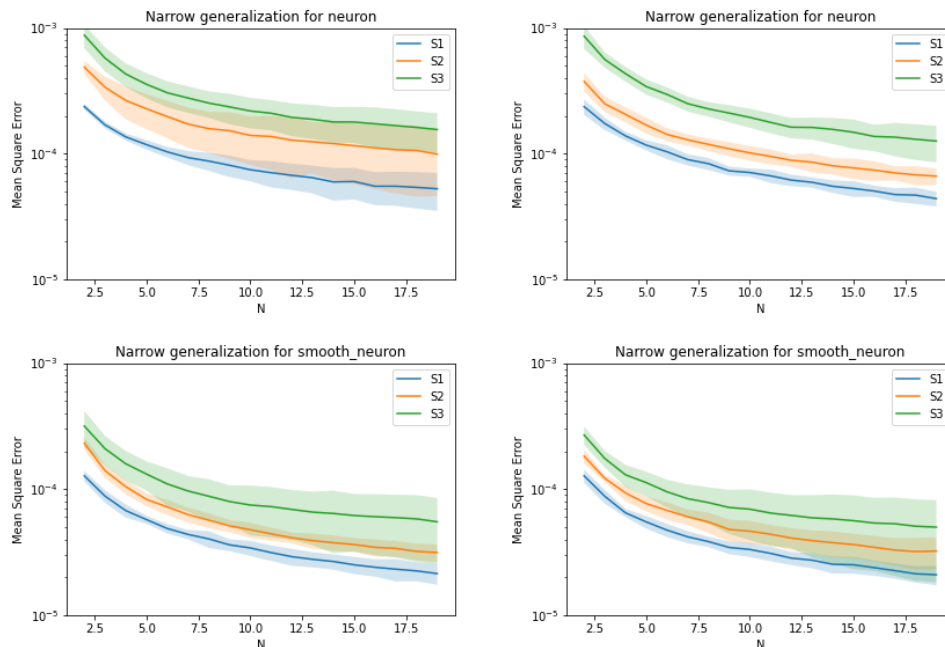 Narrow generalization for neuron
10⁻³
10⁻⁴
10⁻⁵
Mean Square Error
S1
S2
S3
2.5 5.0 7.5 10.0 12.5 15.0 17.5
N
Narrow generalization for neuron
10⁻³
10⁻⁴
10⁻⁵
Mean Square Error
S1
S2
S3
2.5 5.0 7.5 10.0 12.5 15.0 17.5
N
Narrow generalization for smooth_neuron
10⁻³
10⁻⁴
10⁻⁵
Mean Square Error
S1
S2
S3
2.5 5.0 7.5 10.0 12.5 15.0 17.5
N
Narrow generalization for smooth_neuron
10⁻³
10⁻⁴
10⁻⁵
Mean Square Error
S1
S2
S3
2.5 5.0 7.5 10.0 12.5 15.0 17.5
N